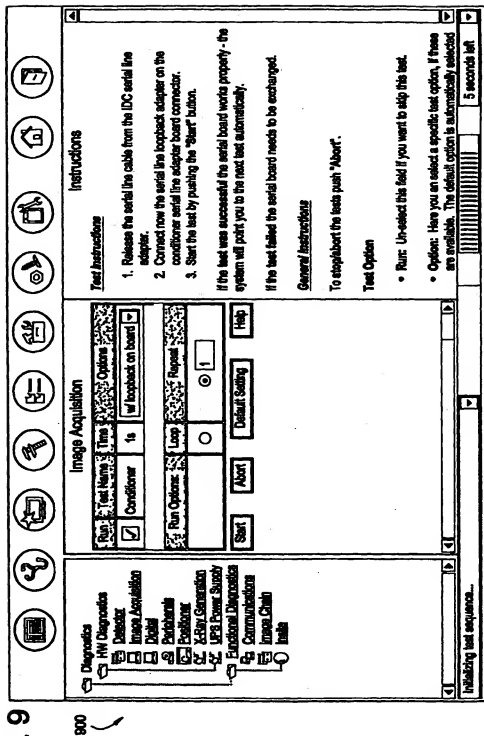 9
900
Diagnostics
HW Diagnostics
Detector
Image Acquisition
Digital
Peripherals
Positioner
X-Ray Generation
UPS Power Supply
Functional Diagnostics
Communications
Image Chain
Image Acquisition
Run Test Name Time Options
Conditioner 1s w/ loopback on board
Run Options: Loop Repeat
1
Start Abort Default Setting Help
Instructions
Test Instructions
1. Release the serial line cable from the IDC serial line
adapter.
2. Connect now the serial line loopback adapter on the
conditioner serial line adapter board connector.
3. Start the test by pushing the "Start" button.
If the test was successful the serial board works properly - the
system will point you to the next test automatically.
If the test failed the serial board needs to be exchanged.
General Instructions
To stop/abort the tests push "Abort".
Test Option
• Run: Un-select this field if you want to skip this test.
• Option: Here you an select a specific test option, if these
are available. The default option is automatically selected
Initializing test sequence...
5 seconds left